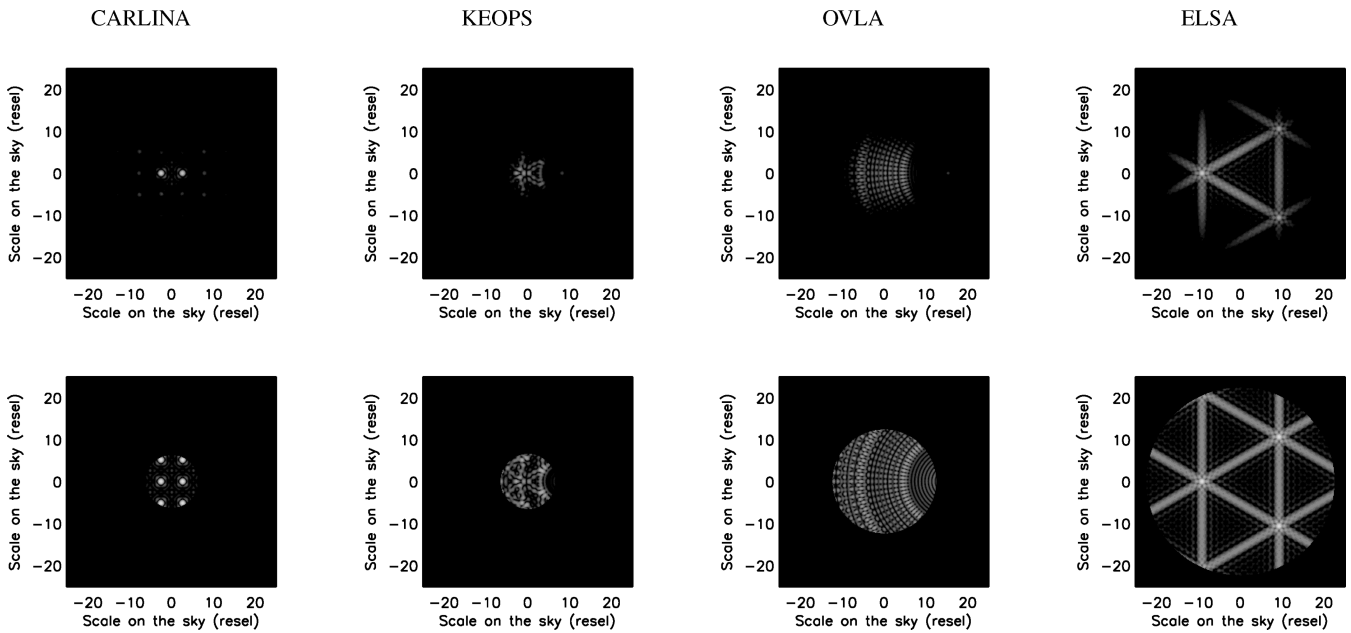 CARLINA KEOPS OVLA ELSA
Scale on the sky (resel) Scale on the sky (resel) Scale on the sky (resel) Scale on the sky (resel)
20 20 20 20
10 10 10 10
0 0 0 0
−10 −10 −10 −10
−20 −20 −20 −20
−20 −10 0 10 20 −20 −10 0 10 20 −20 −10 0 10 20 −20 −10 0 10 20
Scale on the sky (resel) Scale on the sky (resel) Scale on the sky (resel) Scale on the sky (resel)
Scale on the sky (resel) Scale on the sky (resel) Scale on the sky (resel) Scale on the sky (resel)
20 20 20 20
10 10 10 10
0 0 0 0
−10 −10 −10 −10
−20 −20 −20 −20
−20 −10 0 10 20 −20 −10 0 10 20 −20 −10 0 10 20 −20 −10 0 10 20
Scale on the sky (resel) Scale on the sky (resel) Scale on the sky (resel) Scale on the sky (resel)